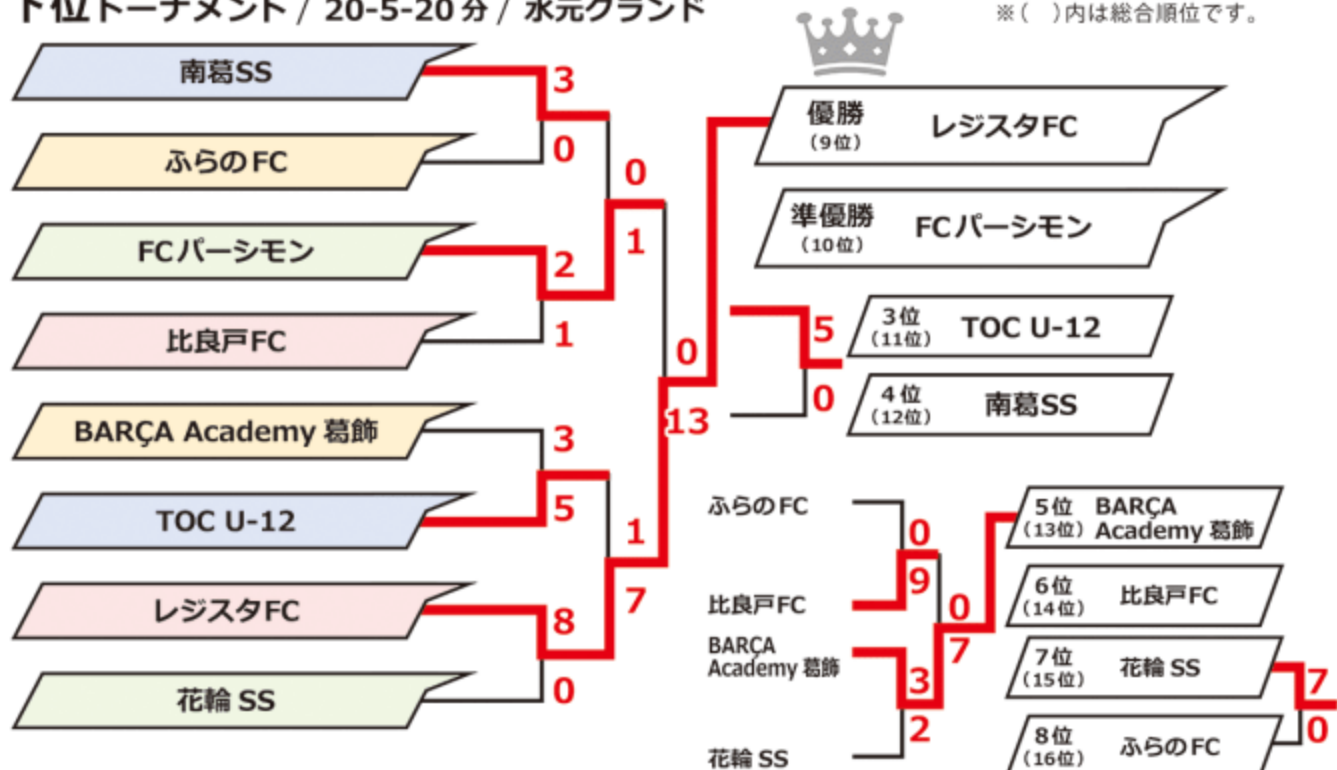 下位トーナメント / 20-5-20分 / 水元グランド
※(　)内は総合順位です。
南葛SS
3
ふらのFC
0
0
FCパーシモン
2
1
比良戸FC
1
0
13
BARÇA Academy 葛飾
3
TOC U-12
5
1
7
レジスタFC
8
花輪 SS
0
優勝
(9位)
レジスタFC
準優勝
(10位)
FCパーシモン
5
0
3位
(11位)
TOC U-12
4位
(12位)
南葛SS
ふらのFC
0
比良戸FC
9
0
7
BARÇA
Academy 葛飾
3
花輪 SS
2
5位
(13位)
BARÇA
Academy 葛飾
6位
(14位)
比良戸FC
7位
(15位)
花輪 SS
7
8位
(16位)
ふらのFC
0